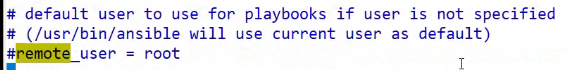 # default user to use for playbooks if user is not specified
# (/usr/bin/ansible will use current user as default)
#remote_user = root